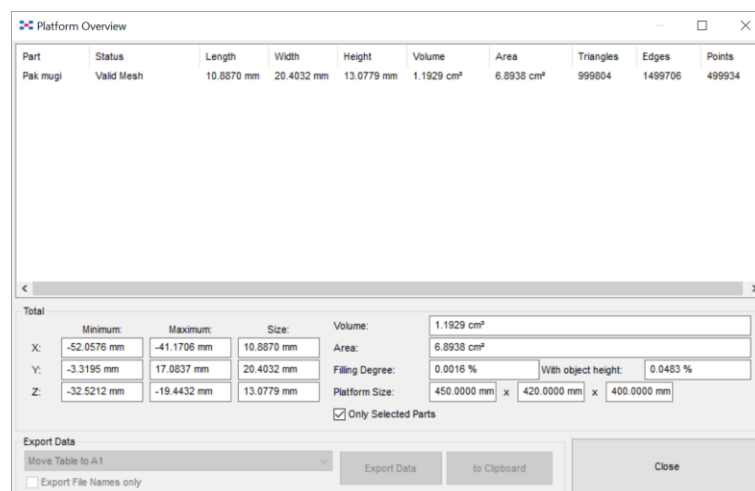 Platform Overview
Part Status Length Width Height Volume Area Triangles Edges Points
Pak mugi Valid Mesh 10.8870 mm 20.4032 mm 13.0779 mm 1.1929 cm³ 6.8938 cm² 999804 1499706 499934
Total
Minimum: Maximum: Size: Volume: 1.1929 cm³
X: -52.0576 mm -41.1706 mm 10.8870 mm Area: 6.8938 cm²
Y: -3.3195 mm 17.0837 mm 20.4032 mm Filling Degree: 0.0016 % With object height: 0.0483 %
Z: -32.5212 mm -19.4432 mm 13.0779 mm Platform Size: 450.0000 mm x 420.0000 mm x 400.0000 mm
Only Selected Parts
Export Data
Move Table to A1 Export Data to Clipboard Close
Export File Names only